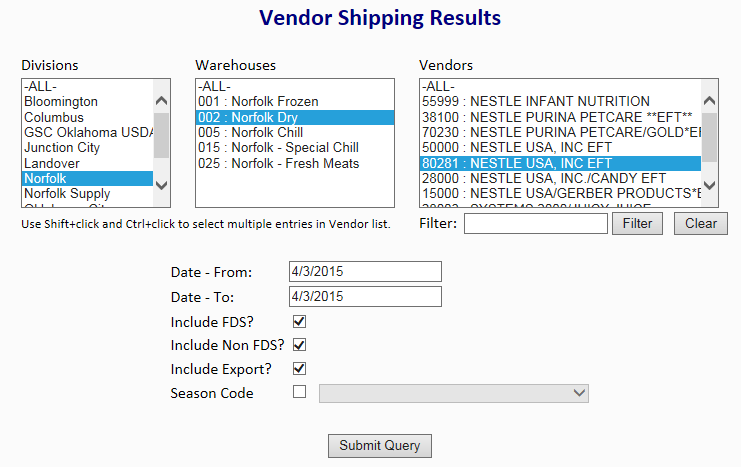 Vendor Shipping Results
Divisions
-ALL-
Bloomington
Columbus
GSC Oklahoma USDA
Junction City
Landover
Norfolk
Norfolk Supply
Warehouses
-ALL-
001 : Norfolk Frozen
002 : Norfolk Dry
005 : Norfolk Chill
015 : Norfolk - Special Chill
025 : Norfolk - Fresh Meats
Vendors
-ALL-
55999 : NESTLE INFANT NUTRITION
38100 : NESTLE PURINA PETCARE **EFT**
70230 : NESTLE PURINA PETCARE/GOLD*EF
50000 : NESTLE USA, INC EFT
80281 : NESTLE USA, INC EFT
28000 : NESTLE USA, INC./CANDY EFT
15000 : NESTLE USA/GERBER PRODUCTS*E
Use Shift+click and Ctrl+click to select multiple entries in Vendor list.
Filter: Filter Clear
Date - From: 4/3/2015
Date - To: 4/3/2015
Include FDS?
Include Non FDS?
Include Export?
Season Code
Submit Query